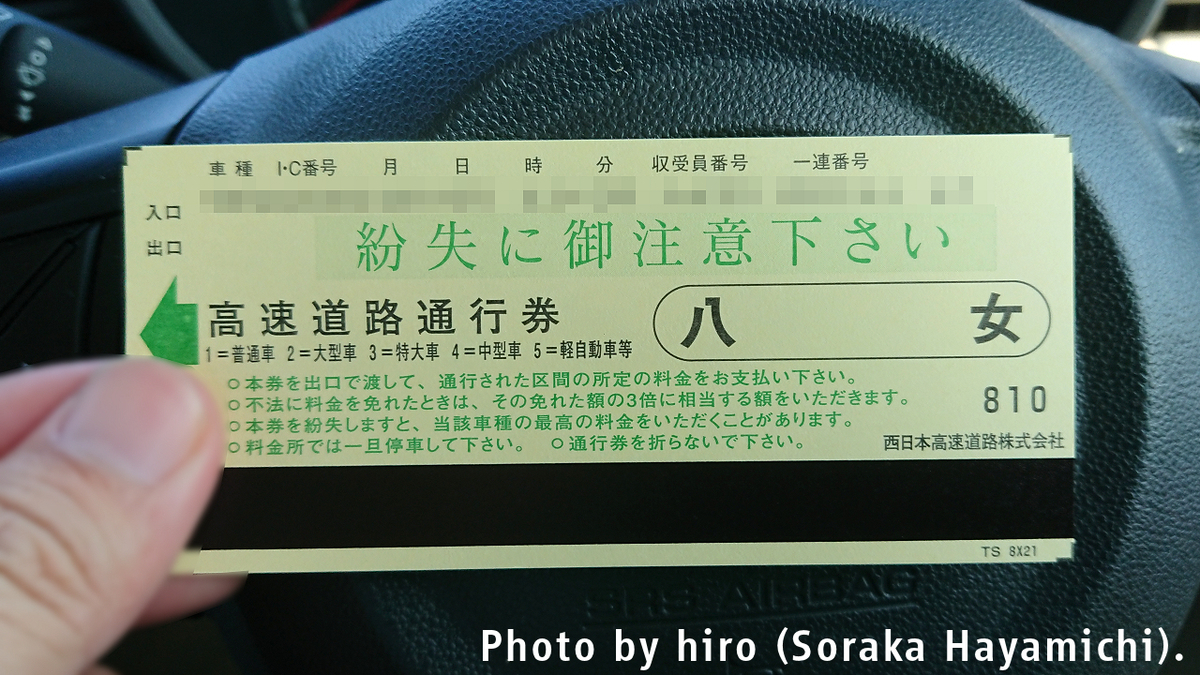 車種 I・C番号 月 日 時 分 収受員番号 一連番号
入口
出口
紛失に御注意下さい
高速道路通行券
八女
1=普通車 2=大型車 3=特大車 4=中型車 5=軽自動車等
○本券を出口で渡して、通行された区間の所定の料金をお支払い下さい。
○不法に料金を免れたときは、その免れた額の3倍に相当する額をいただきます。
810
○本券を紛失しますと、当該車種の最高の料金をいただくことがあります。
○料金所では一旦停車して下さい。 ○通行券を折らないで下さい。
西日本高速道路株式会社
TS 8X21
SRS AIRBAG
Photo by hiro (Soraka Hayamichi).